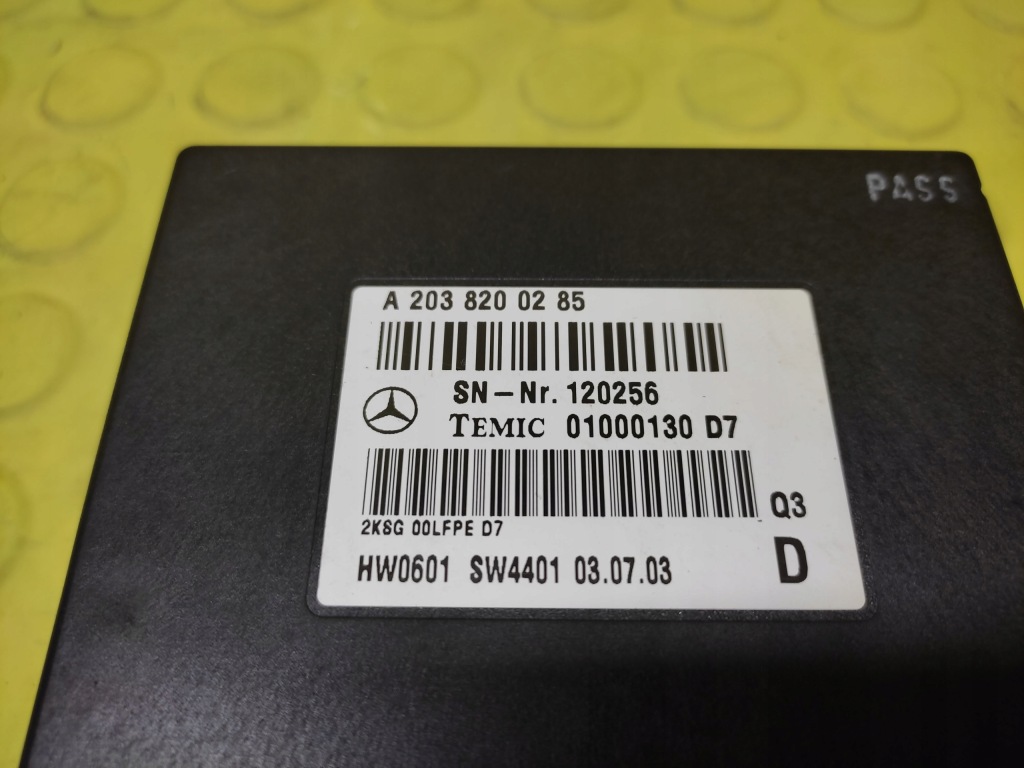 PASS
A 203 820 02 85
SN-Nr. 120256
TEMIC 01000130 D7
2KSG 00LFPE D7
Q3
HW0601 SW4401 03.07.03
D